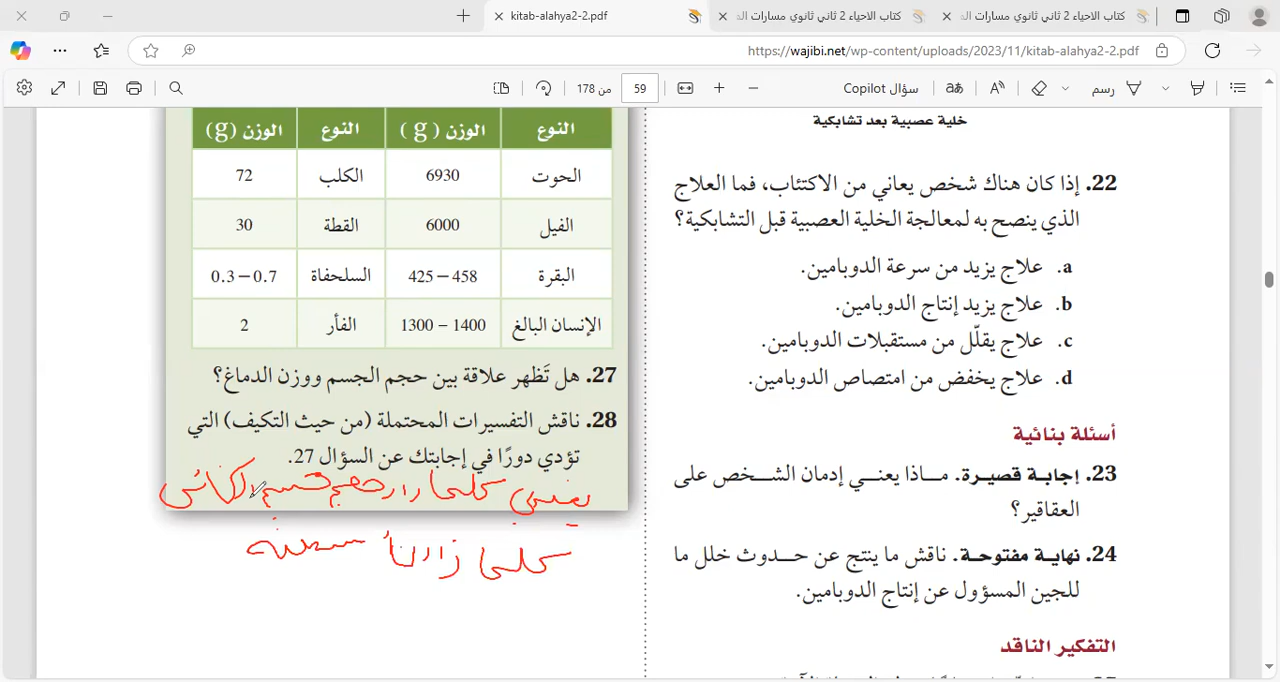 kitab-alahya2-2.pdf
كتاب الاحياء 2 ثاني ثانوي مسارات الف
كتاب الاحياء 2 ثاني ثانوي مسارات الف
https://wajibi.net/wp-content/uploads/2023/11/kitab-alahya2-2.pdf
رسم
سؤال Copilot
59
من 178
خلية عصبية بعد تشابكية
22. إذا كان هناك شخص يعاني من الاكتئاب، فما العلاج
الذي ينصح به لمعالجة الخلية العصبية قبل التشابكية؟
a. علاج يزيد من سرعة الدوبامين.
b. علاج يزيد إنتاج الدوبامين.
c. علاج يقلّل من مستقبلات الدوبامين.
d. علاج يخفض من امتصاص الدوبامين.
أسئلة بنائية
23. إجابة قصيرة. مـاذا يعنـي إدمان الشـخص على
العقاقير؟
24. نهاية مفتوحة. ناقش ما ينتج عن حـدوث خلل ما
للجين المسؤول عن إنتاج الدوبامين.
التفكير الناقد
النوع الوزن ( g ) النوع الوزن (g)
الحوت 6930 الكلب 72
الفيل 6000 القطة 30
البقرة 425 – 458 السلحفاة 0.3 – 0.7
الإنسان البالغ 1300 – 1400 الفأر 2
27. هل تَظهر علاقة بين حجم الجسم ووزن الدماغ؟
28. ناقش التفسيرات المحتملة (من حيث التكيف) التي
تؤدي دورًا في إجابتك عن السؤال 27.
يعني كلما زاد حجم جسم الكائن
كلما زادت